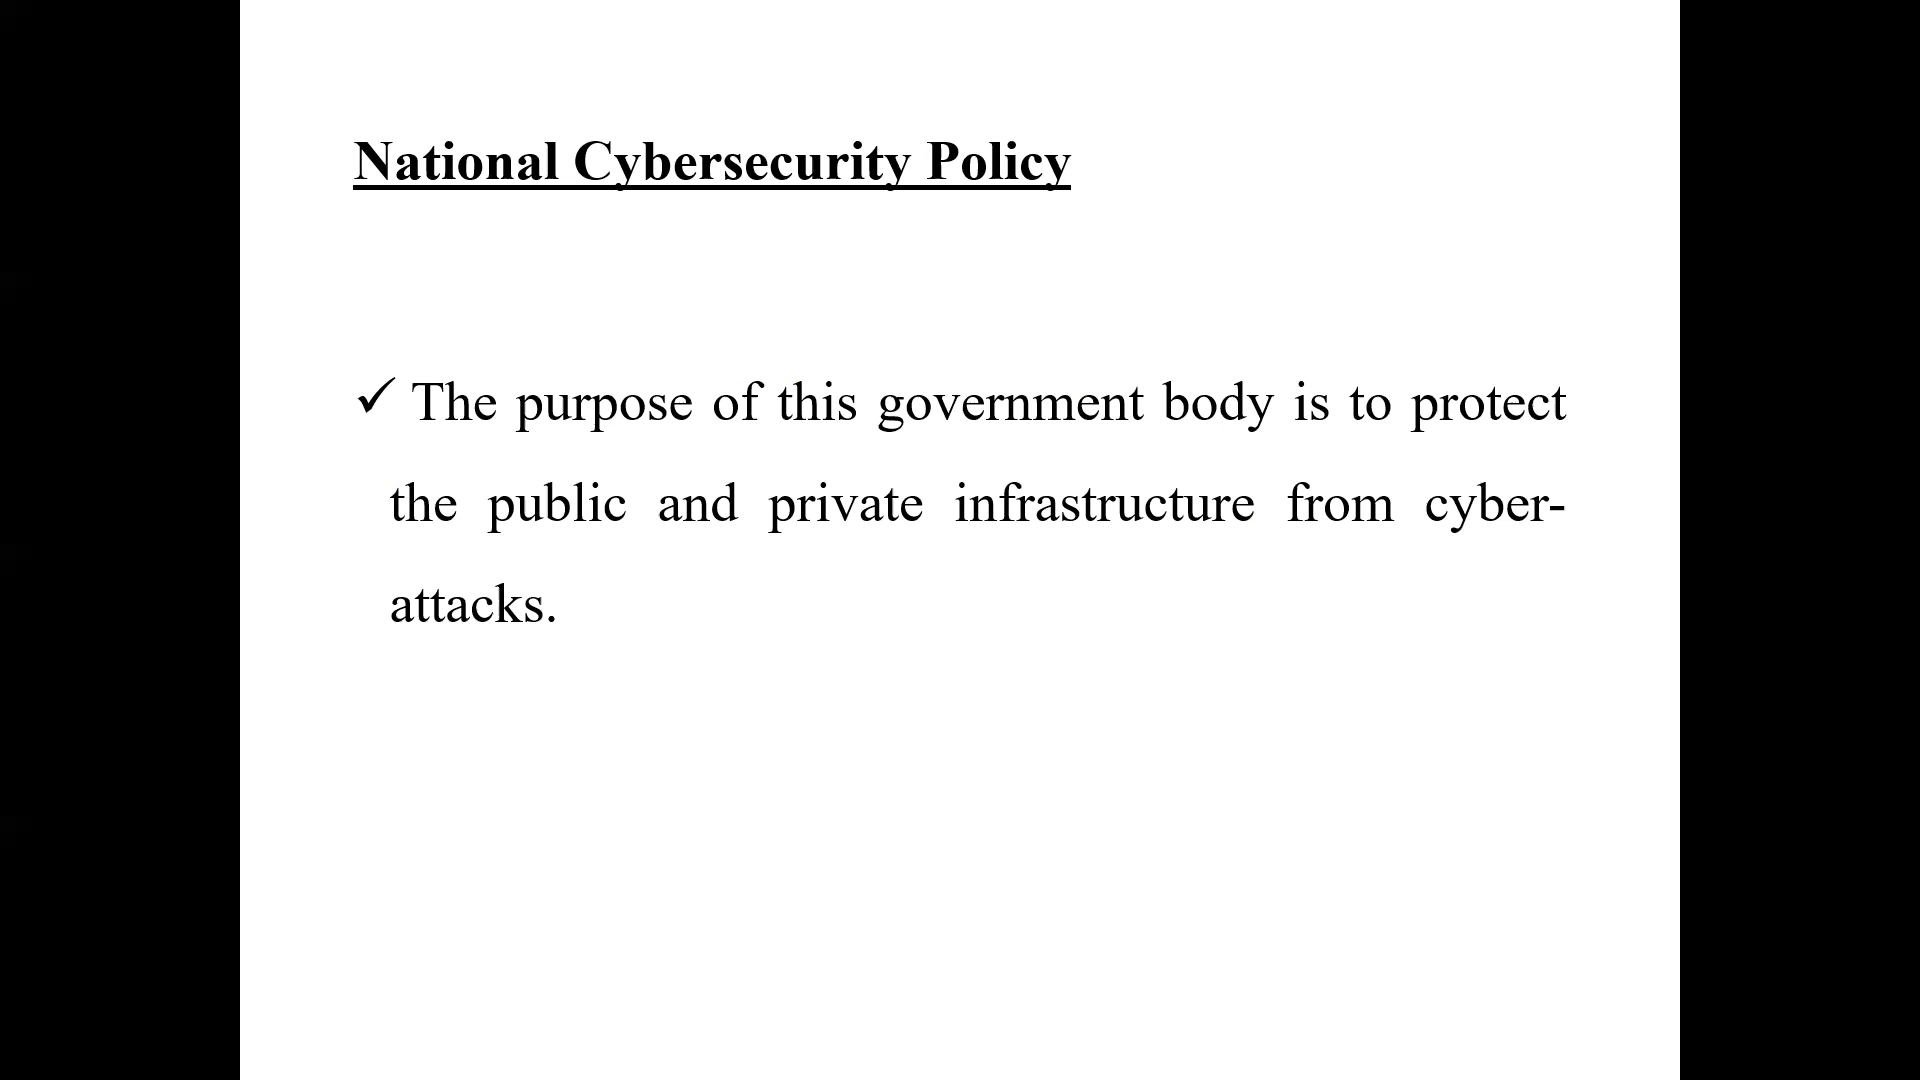 National Cybersecurity Policy
✓ The purpose of this government body is to protect
the public and private infrastructure from cyber-
attacks.